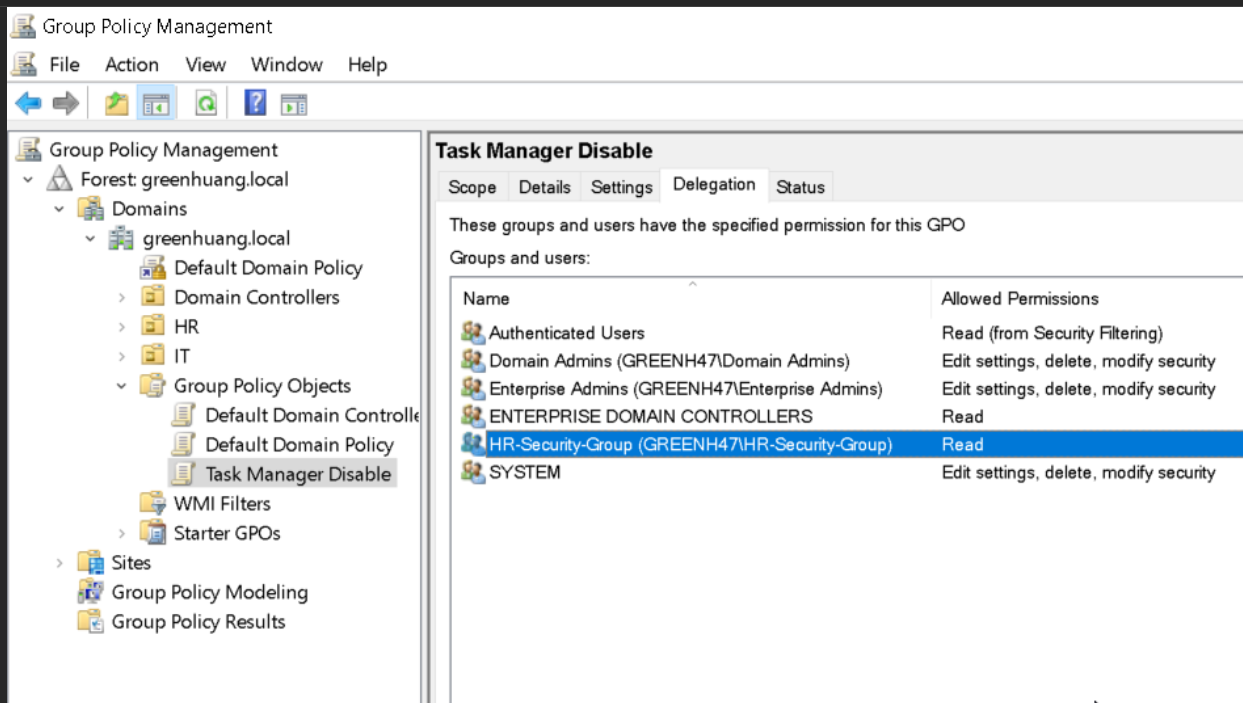 Group Policy Management
File Action View Window Help
Group Policy Management
Forest: greenhuang.local
Domains
greenhuang.local
Default Domain Policy
Domain Controllers
HR
IT
Group Policy Objects
Default Domain Controlle
Default Domain Policy
Task Manager Disable
WMI Filters
Starter GPOs
Sites
Group Policy Modeling
Group Policy Results
Task Manager Disable
Scope Details Settings Delegation Status
These groups and users have the specified permission for this GPO
Groups and users:
Name Allowed Permissions
Authenticated Users Read (from Security Filtering)
Domain Admins (GREENH47\Domain Admins) Edit settings, delete, modify security
Enterprise Admins (GREENH47\Enterprise Admins) Edit settings, delete, modify security
ENTERPRISE DOMAIN CONTROLLERS Read
HR-Security-Group (GREENH47\HR-Security-Group) Read
SYSTEM Edit settings, delete, modify security